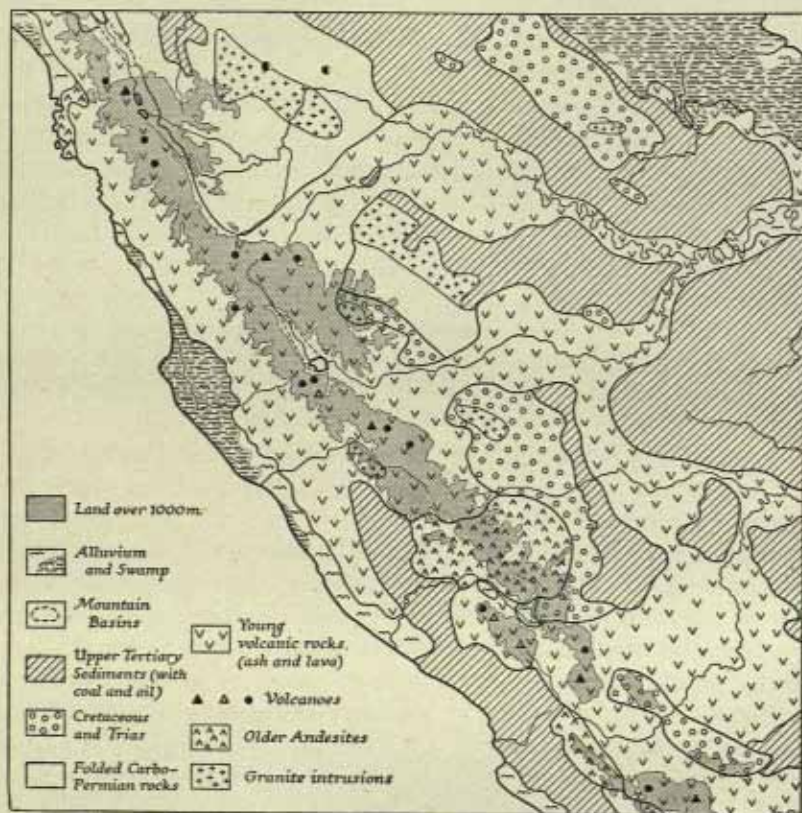 Land over 1000m.
Alluvium
and Swamp
Mountain
Basins
Upper Tertiary
Sediments (with
coal and oil)
Cretaceous
and Trias
Folded Carbo-
Permian rocks
Young
volcanic rocks,
(ash and lava)
Volcanoes
Older Andesites
Granite intrusions